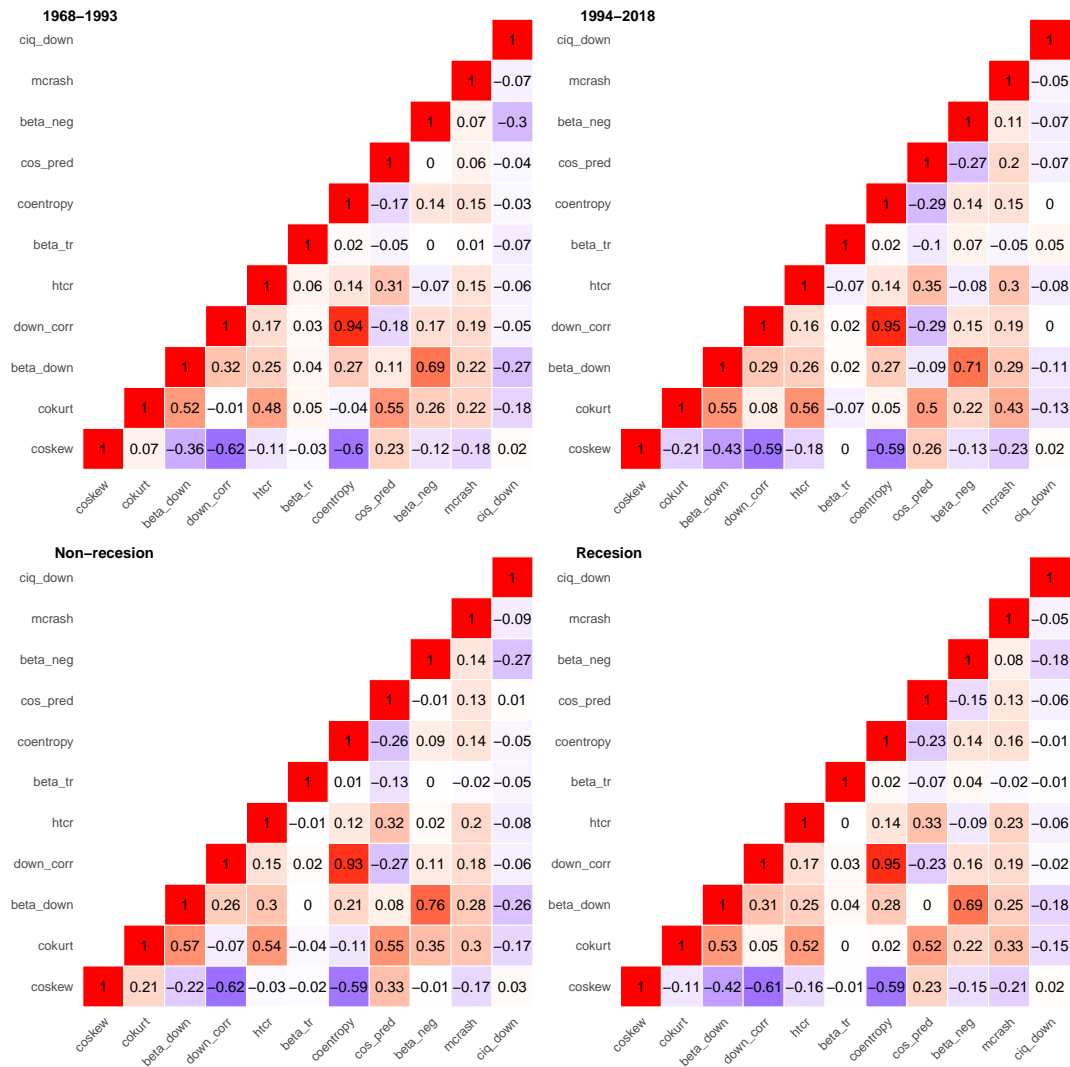 1968−1993
ciq_down 1
mcrash 1 −0.07
beta_neg 1 0.07 −0.3
cos_pred 1 0 0.06 −0.04
coentropy 1 −0.17 0.14 0.15 −0.03
beta_tr 1 0.02 −0.05 0 0.01 −0.07
htcr 1 0.06 0.14 0.31 −0.07 0.15 −0.06
down_corr 1 0.17 0.03 0.94 −0.18 0.17 0.19 −0.05
beta_down 1 0.32 0.25 0.04 0.27 0.11 0.69 0.22 −0.27
cokurt 1 0.52 −0.01 0.48 0.05 −0.04 0.55 0.26 0.22 −0.18
coskew 1 0.07 −0.36 −0.62 −0.11 −0.03 −0.6 0.23 −0.12 −0.18 0.02
coskew cokurt beta_down down_corr htcr beta_tr coentropy cos_pred beta_neg mcrash ciq_down
1994−2018
ciq_down 1
mcrash 1 −0.05
beta_neg 1 0.11 −0.07
cos_pred 1 −0.27 0.2 −0.07
coentropy 1 −0.29 0.14 0.15 0
beta_tr 1 0.02 −0.1 0.07 −0.05 0.05
htcr 1 −0.07 0.14 0.35 −0.08 0.3 −0.08
down_corr 1 0.16 0.02 0.95 −0.29 0.15 0.19 0
beta_down 1 0.29 0.26 0.02 0.27 −0.09 0.71 0.29 −0.11
cokurt 1 0.55 0.08 0.56 −0.07 0.05 0.5 0.22 0.43 −0.13
coskew 1 −0.21 −0.43 −0.59 −0.18 0 −0.59 0.26 −0.13 −0.23 0.02
coskew cokurt beta_down down_corr htcr beta_tr coentropy cos_pred beta_neg mcrash ciq_down
Non−recesion
ciq_down 1
mcrash 1 −0.09
beta_neg 1 0.14 −0.27
cos_pred 1 −0.01 0.13 0.01
coentropy 1 −0.26 0.09 0.14 −0.05
beta_tr 1 0.01 −0.13 0 −0.02 −0.05
htcr 1 −0.01 0.12 0.32 0.02 0.2 −0.08
down_corr 1 0.15 0.02 0.93 −0.27 0.11 0.18 −0.06
beta_down 1 0.26 0.3 0 0.21 0.08 0.76 0.28 −0.26
cokurt 1 0.57 −0.07 0.54 −0.04 −0.11 0.55 0.35 0.3 −0.17
coskew 1 0.21 −0.22 −0.62 −0.03 −0.02 −0.59 0.33 −0.01 −0.17 0.03
coskew cokurt beta_down down_corr htcr beta_tr coentropy cos_pred beta_neg mcrash ciq_down
Recesion
ciq_down 1
mcrash 1 −0.05
beta_neg 1 0.08 −0.18
cos_pred 1 −0.15 0.13 −0.06
coentropy 1 −0.23 0.14 0.16 −0.01
beta_tr 1 0.02 −0.07 0.04 −0.02 −0.01
htcr 1 0 0.14 0.33 −0.09 0.23 −0.06
down_corr 1 0.17 0.03 0.95 −0.23 0.16 0.19 −0.02
beta_down 1 0.31 0.25 0.04 0.28 0 0.69 0.25 −0.18
cokurt 1 0.53 0.05 0.52 0 0.02 0.52 0.22 0.33 −0.15
coskew 1 −0.11 −0.42 −0.61 −0.16 −0.01 −0.59 0.23 −0.15 −0.21 0.02
coskew cokurt beta_down down_corr htcr beta_tr coentropy cos_pred beta_neg mcrash ciq_down